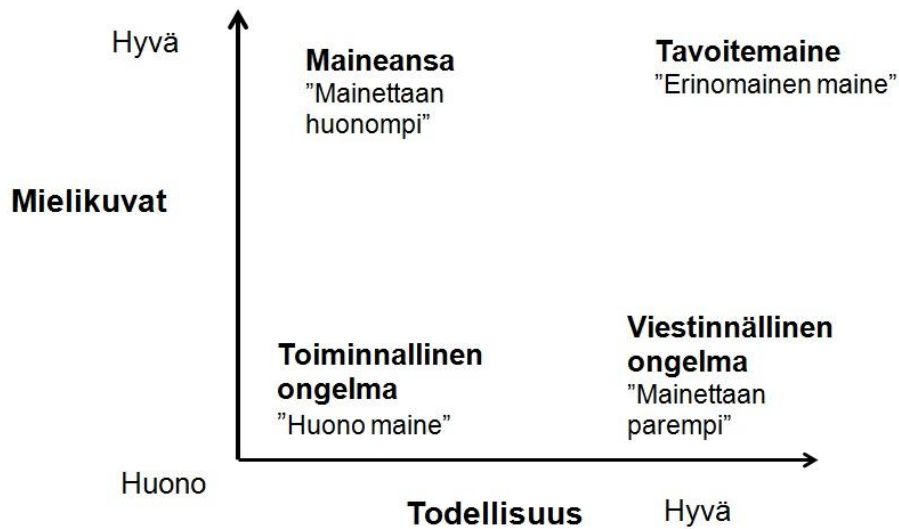 Hyvä
Maineansa
”Mainettaan
huonompi”
Tavoitemaine
”Erinomainen maine”
Mielikuvat
Toiminnallinen
ongelma
”Huono maine”
Viestinnällinen
ongelma
”Mainettaan
parempi”
Huono
Todellisuus
Hyvä